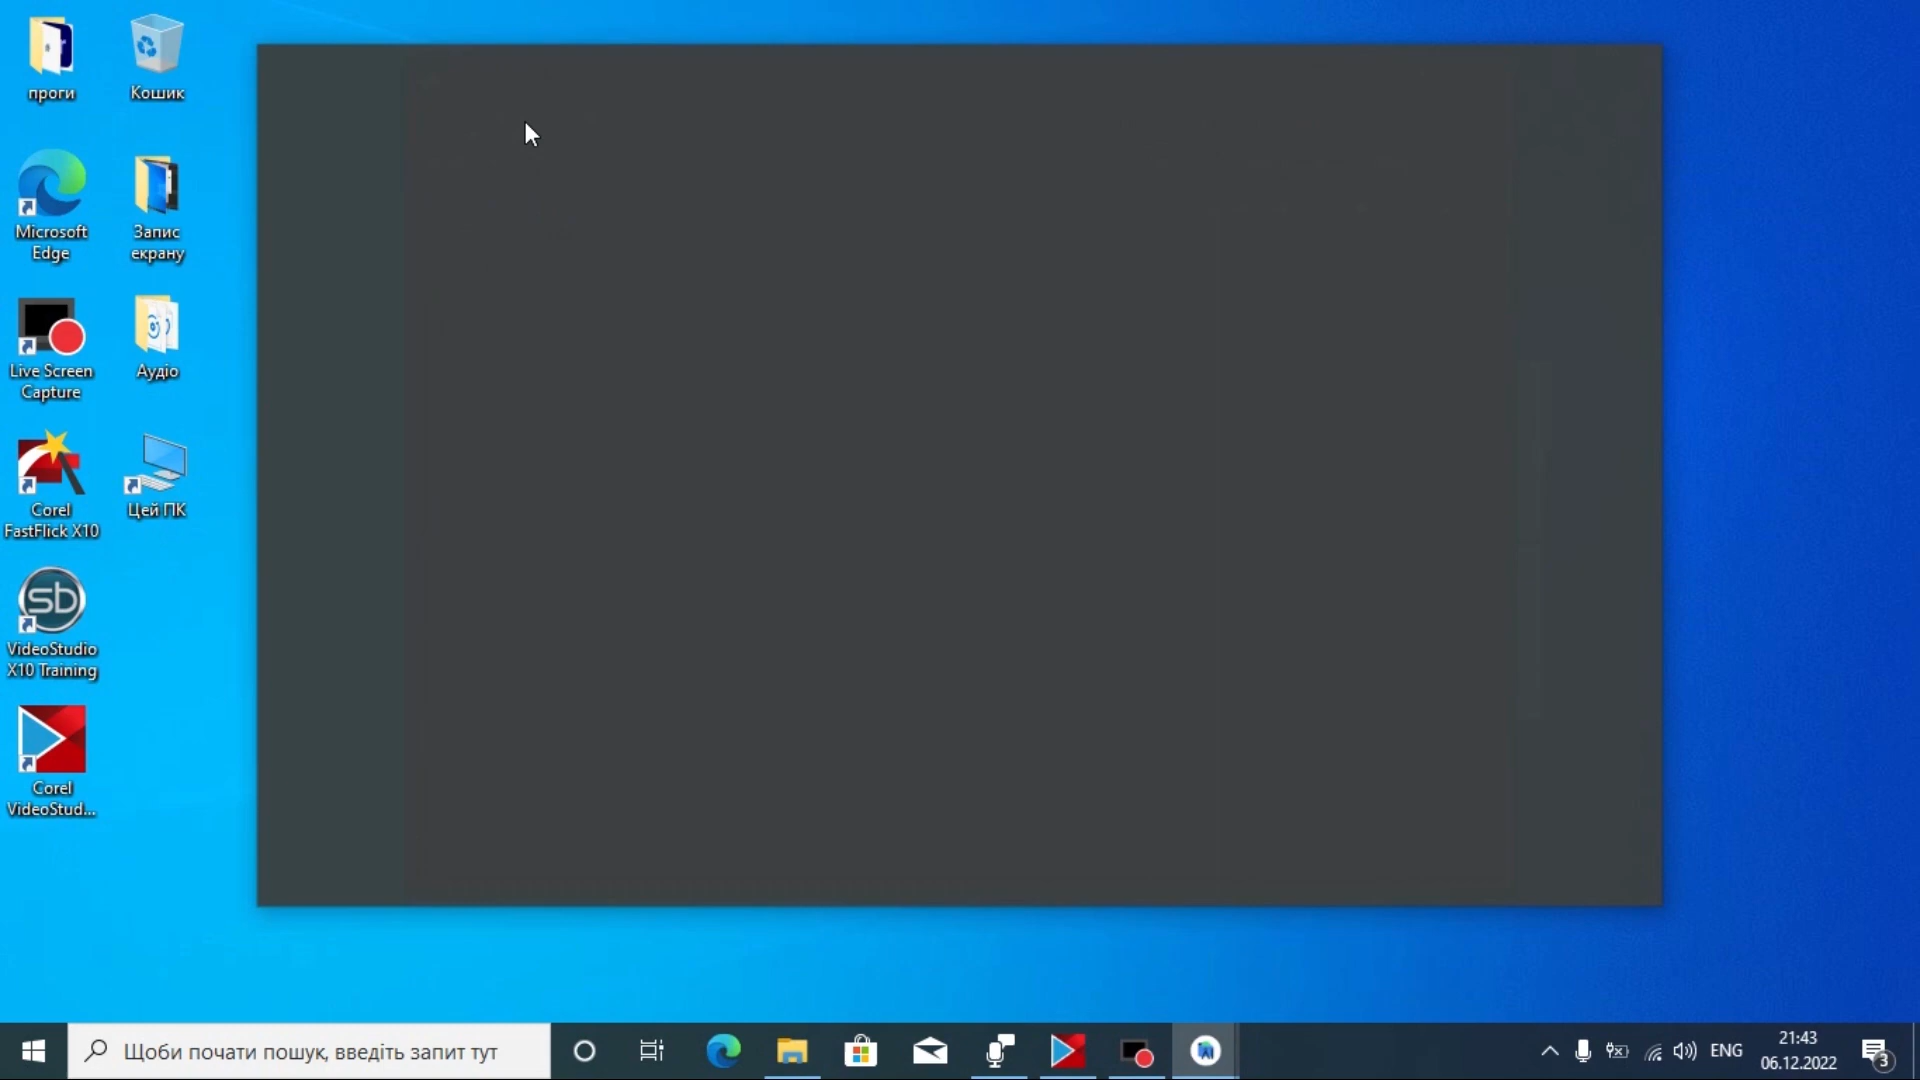 проги
Кошик
Microsoft
Edge
Запис
екрану
Live Screen
Capture
Аудіо
Corel
FastFlick X10
Цей ПК
sb
VideoStudio
X10 Training
Corel
VideoStud...
Щоби почати пошук, введіть запит тут
ENG
21:43
06.12.2022
3